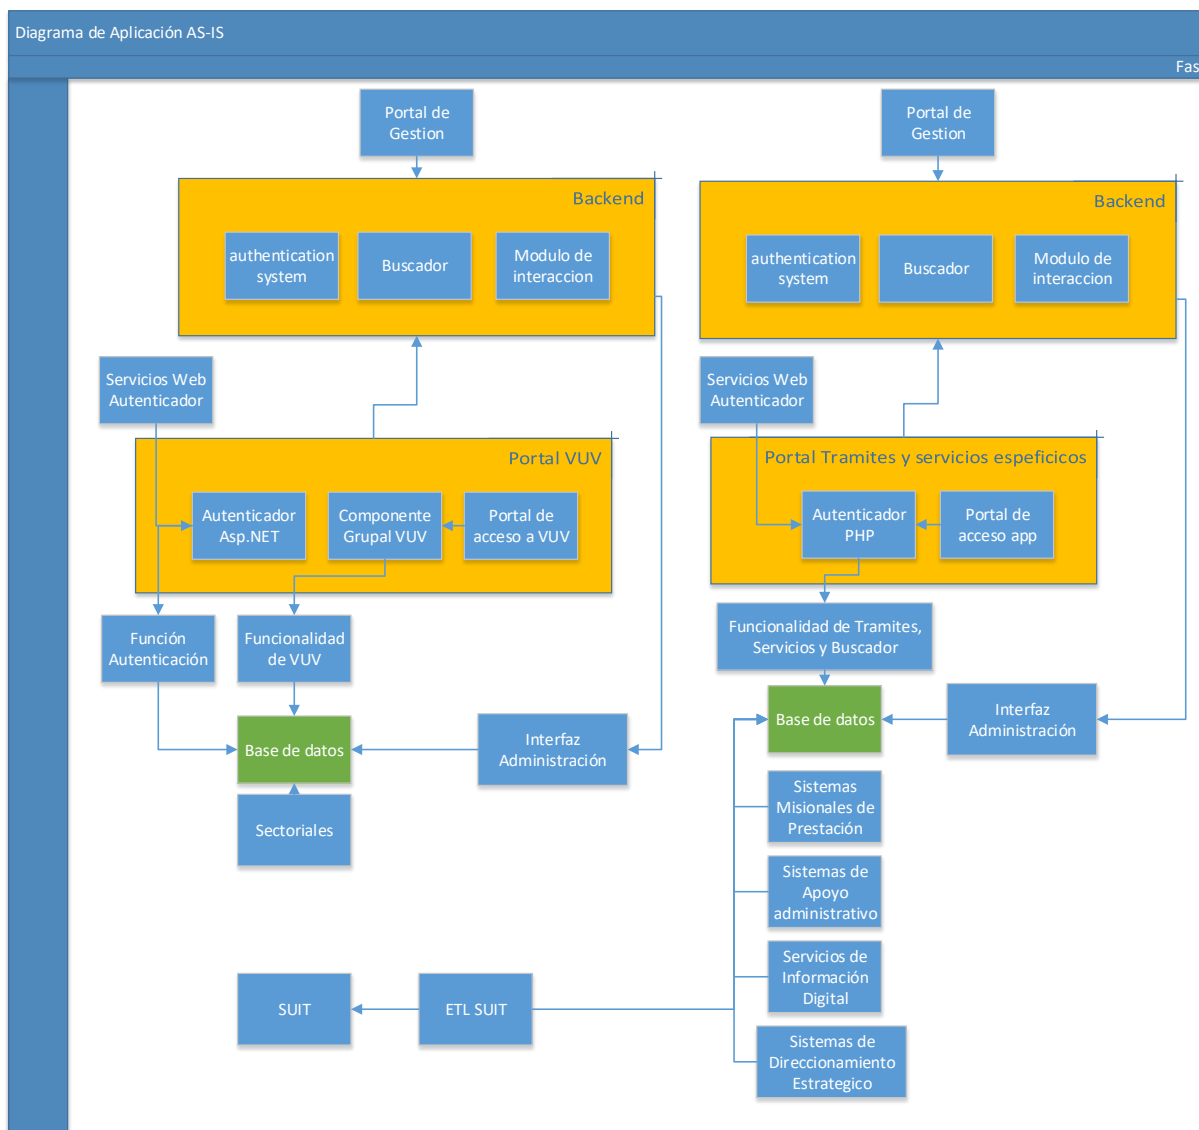 Diagrama de Aplicación AS-IS
Fas
Portal de
Gestion
Backend
authentication
system
Buscador
Modulo de
interaccion
Servicios Web
Autenticador
Portal VUV
Autenticador
Asp.NET
Componente
Grupal VUV
Portal de
acceso a VUV
Función
Autenticación
Funcionalidad
de VUV
Base de datos
Interfaz
Administración
Sectoriales
SUIT
ETL SUIT
Portal de
Gestion
Backend
authentication
system
Buscador
Modulo de
interaccion
Servicios Web
Autenticador
Portal Tramites y servicios espeficicos
Autenticador
PHP
Portal de
acceso app
Funcionalidad de Tramites,
Servicios y Buscador
Base de datos
Interfaz
Administración
Sistemas
Misionales de
Prestación
Sistemas de
Apoyo
administrativo
Servicios de
Información
Digital
Sistemas de
Direccionamiento
Estrategico